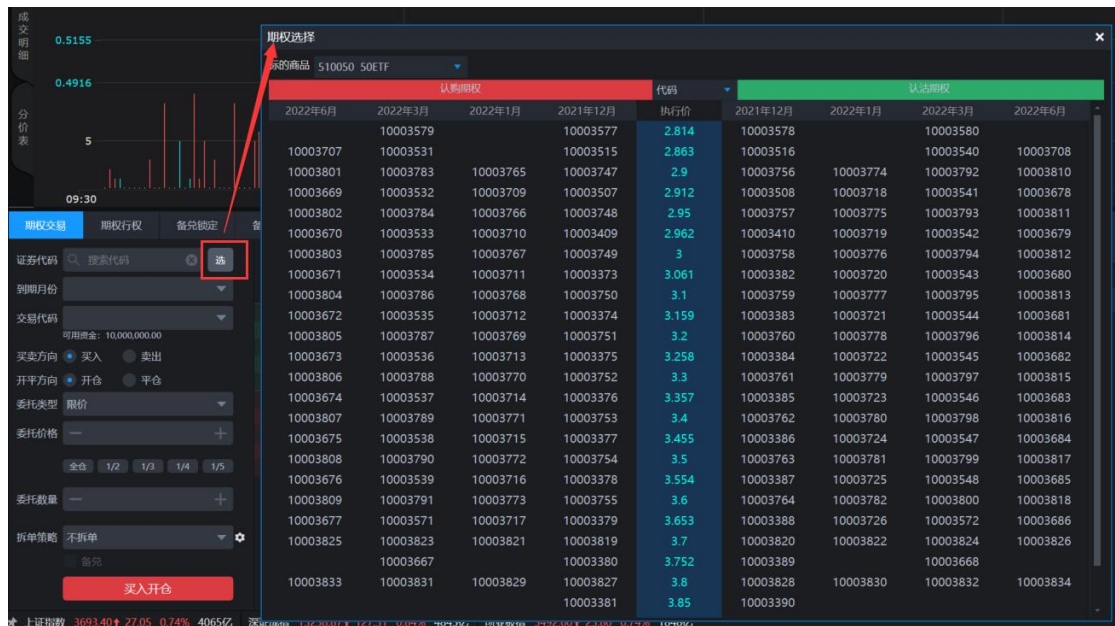 成交明细
分价表
0.5155
0.4916
5
09:30
期权交易 期权行权 备兑锁定
证券代码 搜索代码 选
到期月份
交易代码
可用资金: 10,000,000.00
买卖方向 买入 卖出
开平方向 开仓 平仓
委托类型 限价
委托价格
全仓 1/2 1/3 1/4 1/5
委托数量
拆单策略 不拆单
备兑
买入开仓
期权选择
标的商品 510050 50ETF
认购期权 代码 认沽期权
2022年6月 2022年3月 2022年1月 2021年12月 执行价 2021年12月 2022年1月 2022年3月 2022年6月
10003579 10003577 2.814 10003578 10003580
10003707 10003531 10003515 2.863 10003516 10003540 10003708
10003801 10003783 10003765 10003747 2.9 10003756 10003774 10003792 10003810
10003669 10003532 10003709 10003507 2.912 10003508 10003718 10003541 10003678
10003802 10003784 10003766 10003748 2.95 10003757 10003775 10003793 10003811
10003670 10003533 10003710 10003409 2.962 10003410 10003719 10003542 10003679
10003803 10003785 10003767 10003749 3 10003758 10003776 10003794 10003812
10003671 10003534 10003711 10003373 3.061 10003382 10003720 10003543 10003680
10003804 10003786 10003768 10003750 3.1 10003759 10003777 10003795 10003813
10003672 10003535 10003712 10003374 3.159 10003383 10003721 10003544 10003681
10003805 10003787 10003769 10003751 3.2 10003760 10003778 10003796 10003814
10003673 10003536 10003713 10003375 3.258 10003384 10003722 10003545 10003682
10003806 10003788 10003770 10003752 3.3 10003761 10003779 10003797 10003815
10003674 10003537 10003714 10003376 3.357 10003385 10003723 10003546 10003683
10003807 10003789 10003771 10003753 3.4 10003762 10003780 10003798 10003816
10003675 10003538 10003715 10003377 3.455 10003386 10003724 10003547 10003684
10003808 10003790 10003772 10003754 3.5 10003763 10003781 10003799 10003817
10003676 10003539 10003716 10003378 3.554 10003387 10003725 10003548 10003685
10003809 10003791 10003773 10003755 3.6 10003764 10003782 10003800 10003818
10003677 10003571 10003717 10003379 3.653 10003388 10003726 10003572 10003686
10003825 10003823 10003821 10003819 3.7 10003820 10003822 10003824 10003826
10003667 10003380 3.752 10003389 10003668
10003833 10003831 10003829 10003827 3.8 10003828 10003830 10003832 10003834
10003381 3.85 10003390
上证指数 3693.40 27.05 0.74% 4065亿